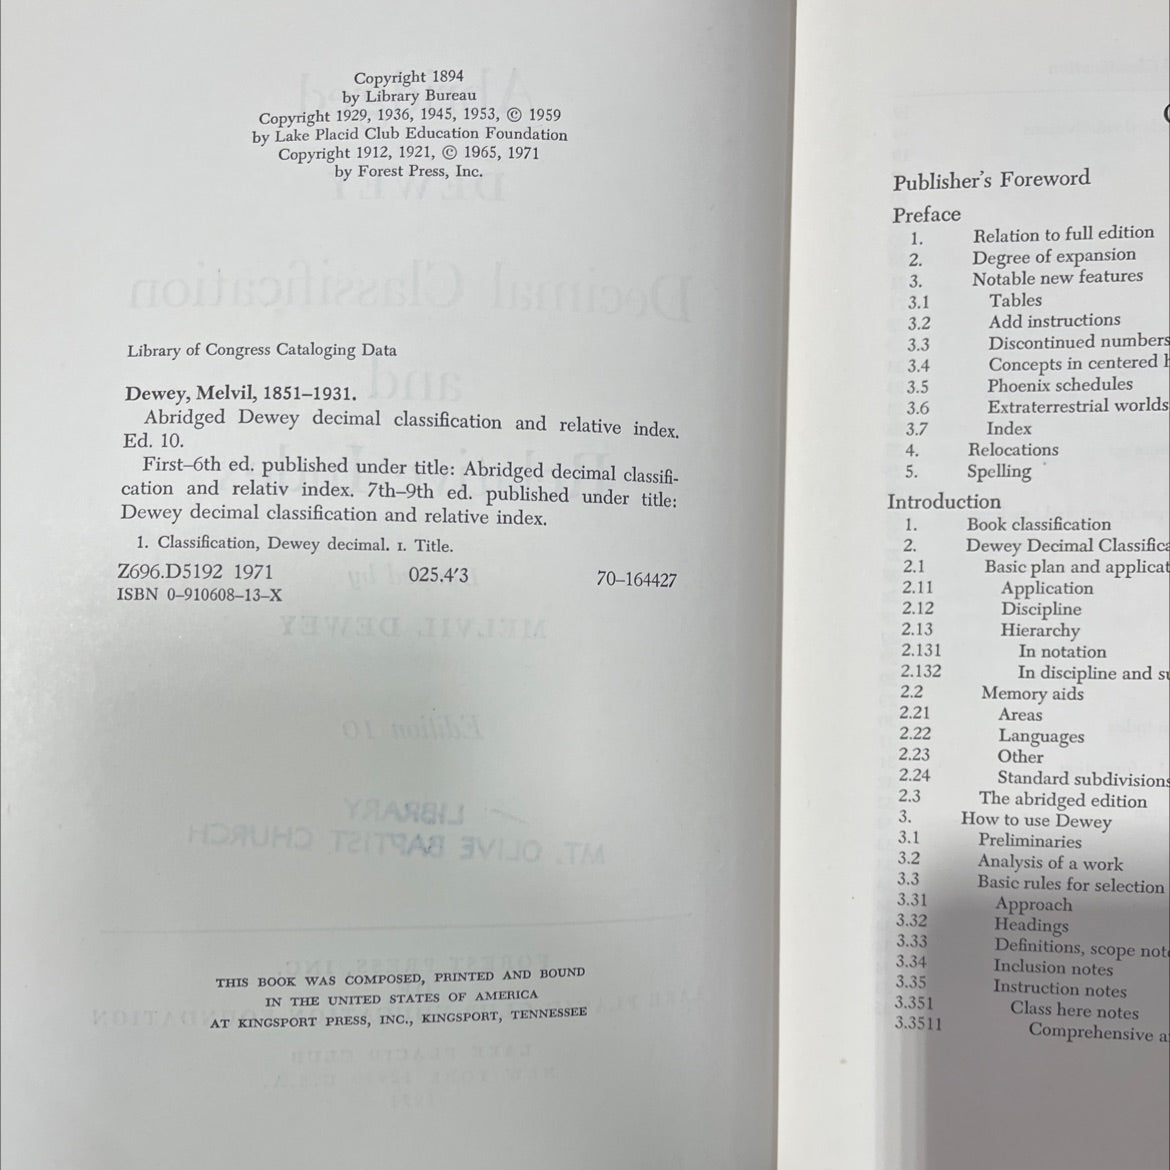 Copyright 1894
by Library Bureau
Copyright 1929, 1936, 1945, 1953, © 1959
by Lake Placid Club Education Foundation
Copyright 1912, 1921, © 1965, 1971
by Forest Press, Inc.
Library of Congress Cataloging Data
Dewey, Melvil, 1851–1931.
Abridged Dewey decimal classification and relative index.
Ed. 10.
First–6th ed. published under title: Abridged decimal classifi-
cation and relativ index. 7th–9th ed. published under title:
Dewey decimal classification and relative index.
1. Classification, Dewey decimal. I. Title.
Z696.D5192 1971 025.4′3 70–164427
ISBN 0–910608–13–X
LIBRARY
MT. OLIVE BAPTIST CHURCH
THIS BOOK WAS COMPOSED, PRINTED AND BOUND
IN THE UNITED STATES OF AMERICA
AT KINGSPORT PRESS, INC., KINGSPORT, TENNESSEE
Publisher's Foreword
Preface
1. Relation to full edition
2. Degree of expansion
3. Notable new features
3.1 Tables
3.2 Add instructions
3.3 Discontinued numbers
3.4 Concepts in centered
3.5 Phoenix schedules
3.6 Extraterrestrial worlds
3.7 Index
4. Relocations
5. Spelling
Introduction
1. Book classification
2. Dewey Decimal
2.1 Basic plan and
2.11 Application
2.12 Discipline
2.13 Hierarchy
2.131 In notation
2.132 In discipline and
2.2 Memory aids
2.21 Areas
2.22 Languages
2.23 Other
2.24 Standard subdivisions
2.3 The abridged edition
3. How to use Dewey
3.1 Preliminaries
3.2 Analysis of a work
3.3 Basic rules for selection
3.31 Approach
3.32 Headings
3.33 Definitions, scope
3.34 Inclusion notes
3.35 Instruction notes
3.351 Class here notes
3.3511 Comprehensive